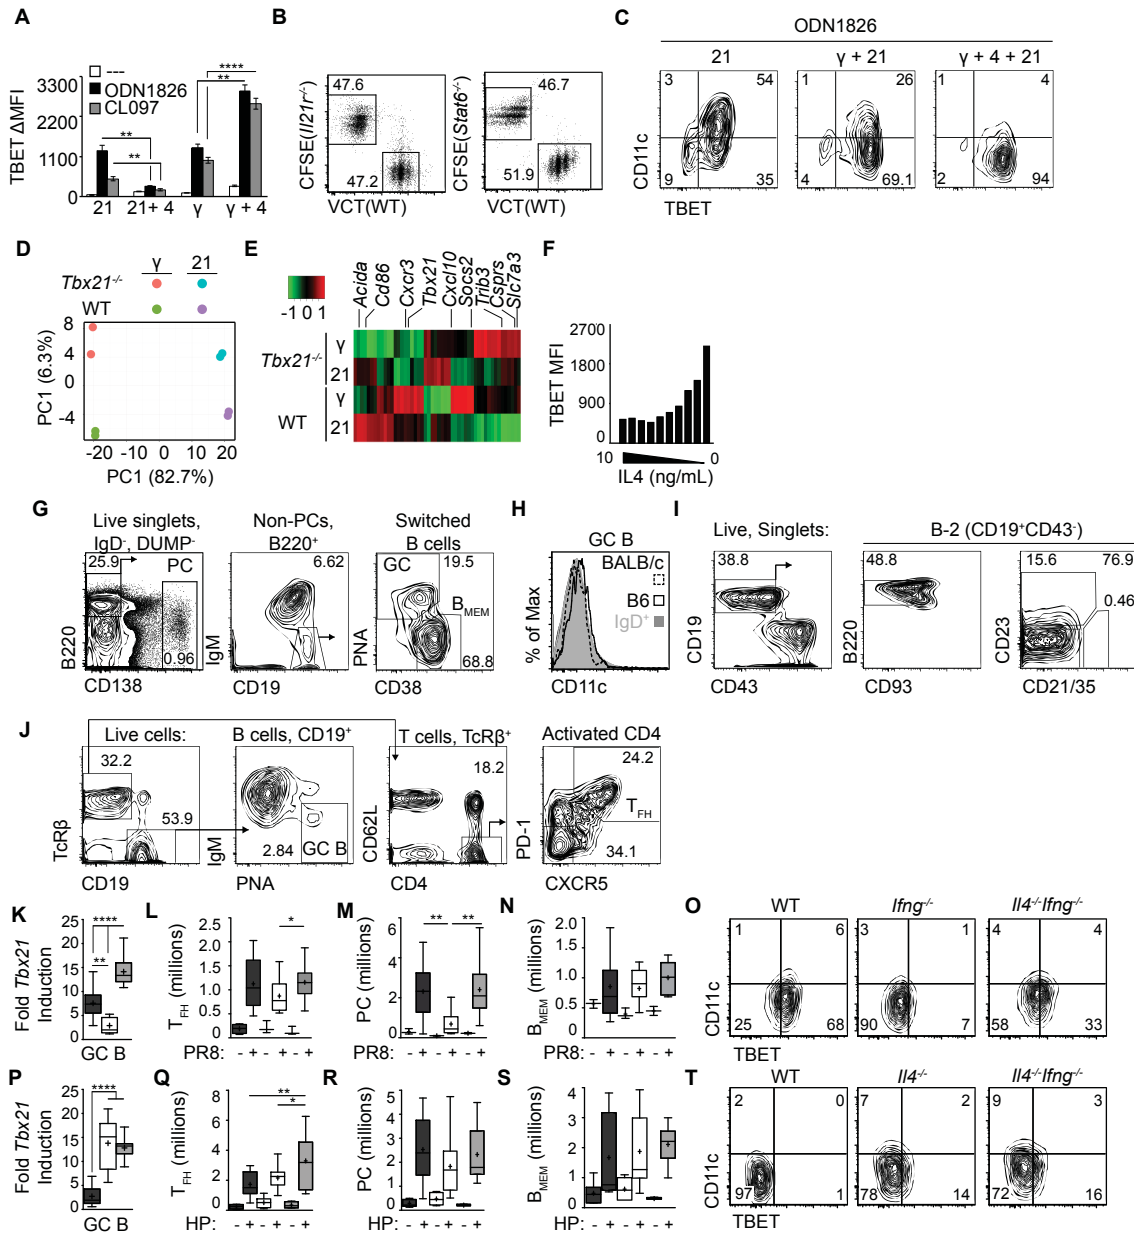 A
TBET ΔMFI
3300
2200
1100
0
---
ODN1826
CL097
**
**
**
****
21
21+ 4
γ
γ + 4
B
CFSE(Il21r-/-)
47.6
47.2
VCT(WT)
CFSE(Stat6-/-)
46.7
51.9
VCT(WT)
C
ODN1826
21
γ + 21
γ + 4 + 21
CD11c
3
54
9
35
1
26
4
69.1
1
4
2
94
TBET
D
γ
21
Tbx21-/-
WT
PC1 (6.3%)
8
4
0
-4
-20
-10
0
10
20
PC1 (82.7%)
E
-1 0 1
Acida
Cd86
Cxcr3
Tbx21
Cxcl10
Socs2
Trib3
Csprs
Slc7a3
Tbx21-/-
γ
21
WT
γ
21
F
TBET MFI
2700
1800
900
0
10
0
IL4 (ng/mL)
G
Live singlets,
IgD-, DUMP-
25.9
PC
0.96
B220
CD138
Non-PCs,
B220+
6.62
IgM
CD19
Switched
B cells
GC
19.5
BMEM
68.8
PNA
CD38
H
GC B
BALB/c
B6
IgD+
% of Max
CD11c
I
Live, Singlets:
38.8
CD19
CD43
B-2 (CD19+CD43-)
48.8
B220
CD93
15.6
76.9
0.46
CD23
CD21/35
J
Live cells:
32.2
53.9
TcRβ
CD19
B cells, CD19+
2.84
GC B
IgM
PNA
T cells, TcRβ+
18.2
CD62L
CD4
Activated CD4
24.2
TFH
34.1
PD-1
CXCR5
K
Fold Tbx21
Induction
25
20
15
10
5
0
****
**
GC B
L
TFH (millions)
2.5
2.0
1.5
1.0
0.5
0
*
PR8: - + - + - +
M
PC (millions)
6
4
2
0
**
**
PR8: - + - + - +
N
BMEM (millions)
2.0
1.5
1.0
0.5
0
PR8: - + - + - +
O
WT
Ifng-/-
Il4-/-Ifng-/-
CD11c
1
6
25
68
3
1
90
7
4
4
58
33
TBET
P
Fold Tbx21
Induction
25
20
15
10
5
0
****
GC B
Q
TFH (millions)
8
6
4
2
0
**
*
HP: - + - + - +
R
PC (millions)
5
4
3
2
1
0
HP: - + - + - +
S
BMEM (millions)
4
3
2
1
0
HP: - + - + - +
T
WT
Il4-/-
Il4-/-Ifng-/-
CD11c
2
0
97
1
7
2
78
14
9
3
72
16
TBET